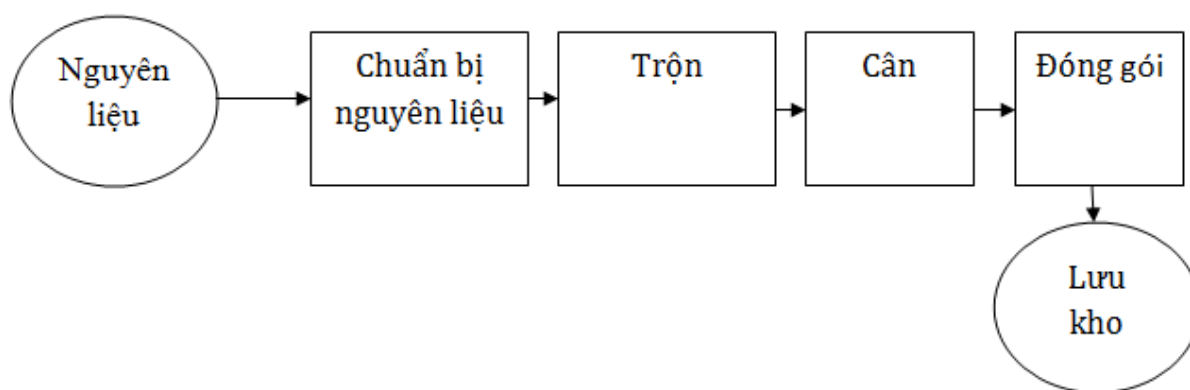 Nguyên
liệu
Chuẩn bị
nguyên liệu
Trộn
Cân
Đóng gói
Lưu
kho